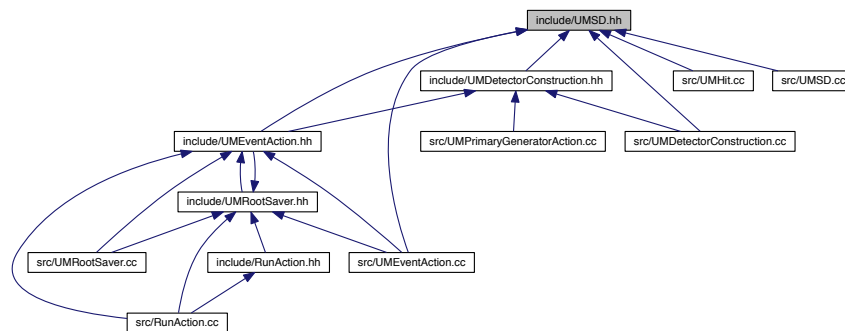 include/UMSD.hh
include/UMDetectorConstruction.hh
src/UMHit.cc
src/UMSD.cc
include/UMEventAction.hh
src/UMPrimaryGeneratorAction.cc
src/UMDetectorConstruction.cc
include/UMRootSaver.hh
src/UMRootSaver.cc
include/RunAction.hh
src/UMEventAction.cc
src/RunAction.cc